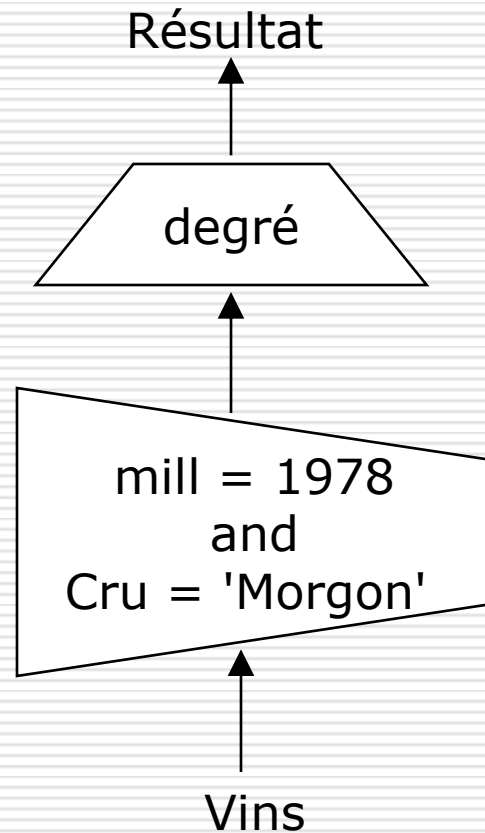 Résultat
degré
mill = 1978
and
Cru = 'Morgon'
Vins